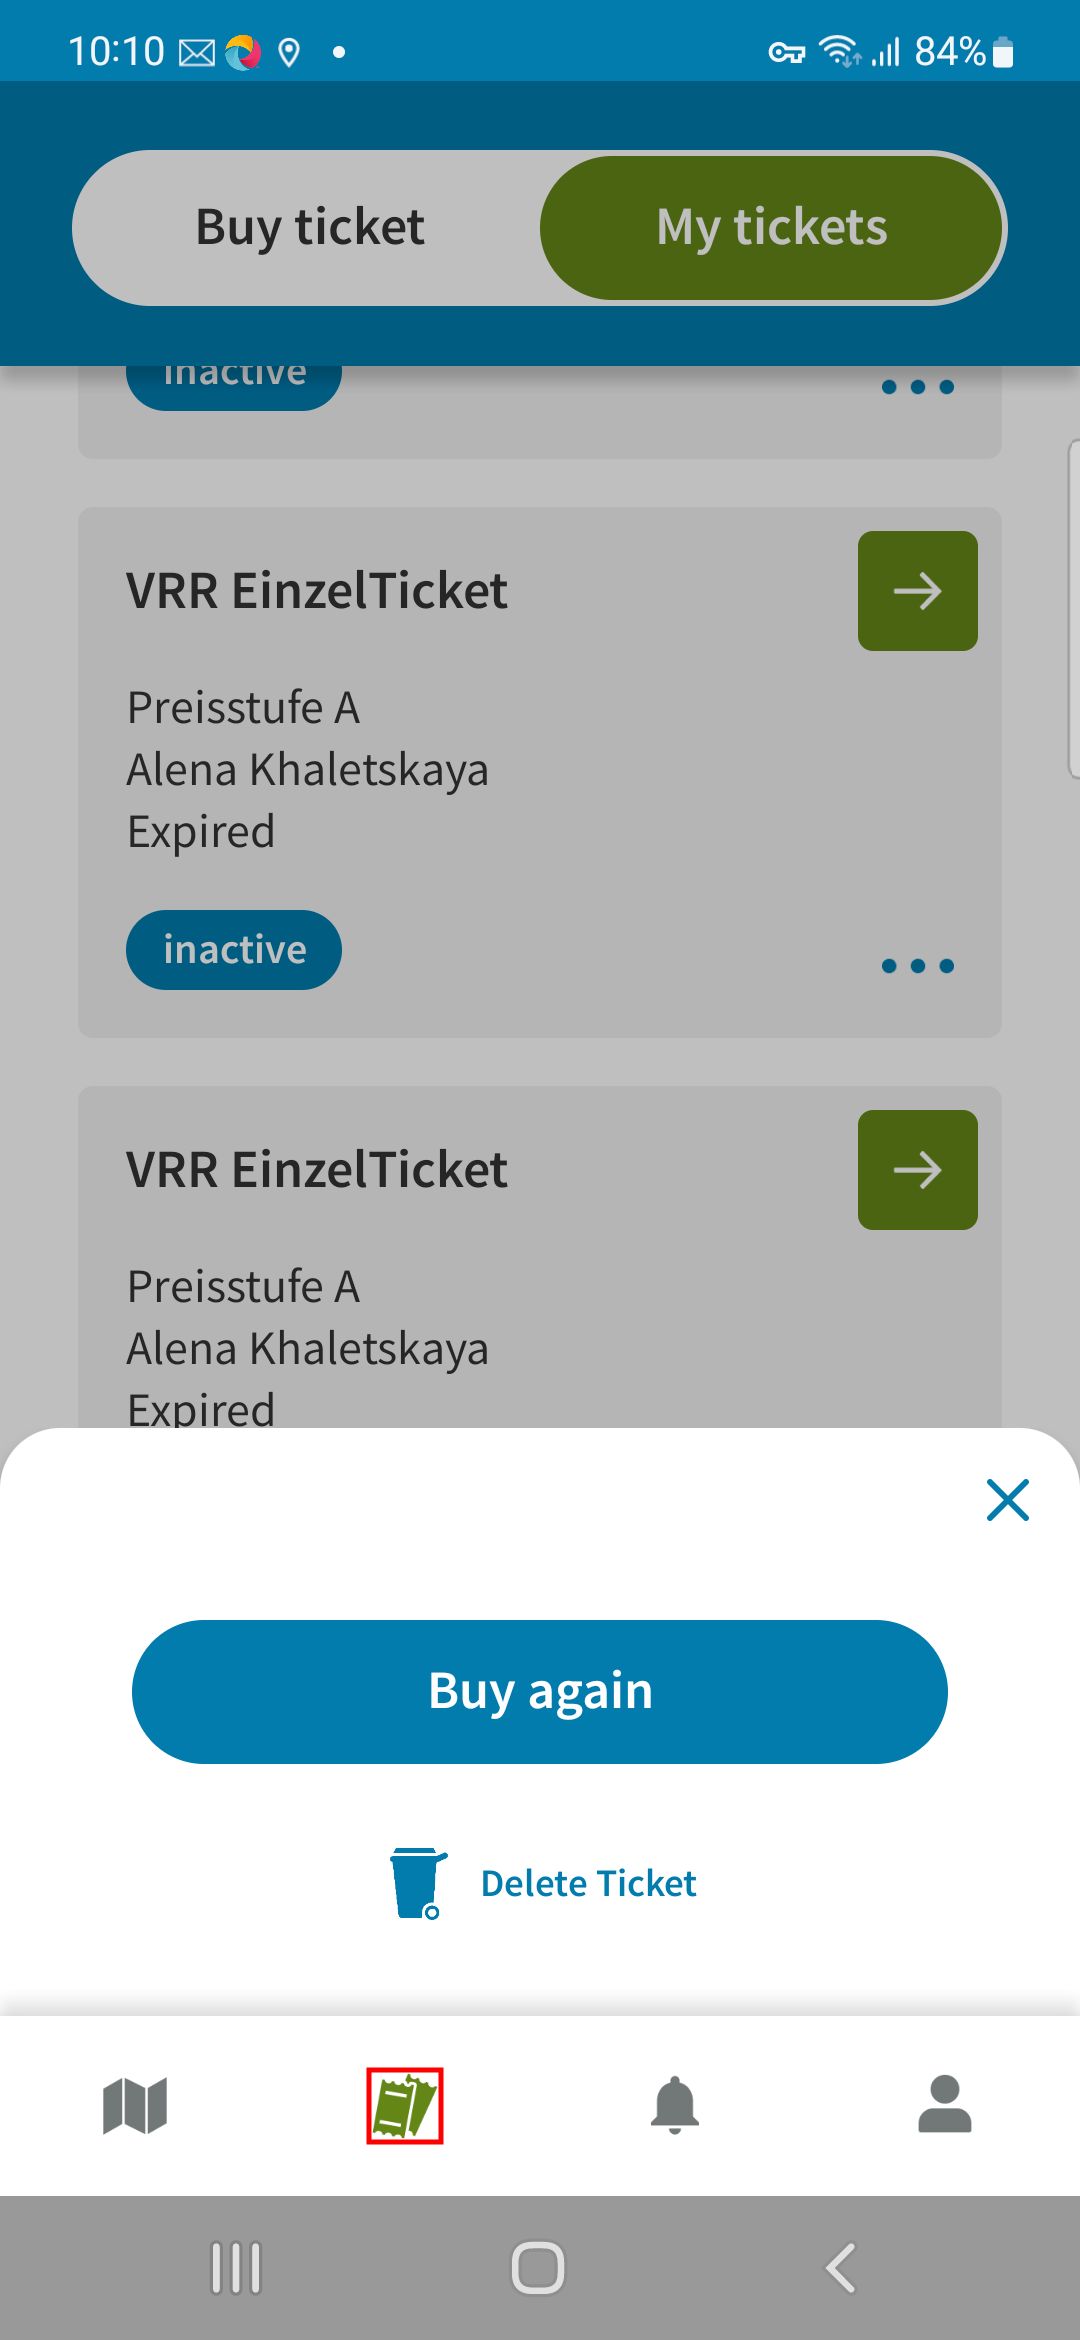 10:10 84%
Buy ticket My tickets
inactive
VRR EinzelTicket
Preisstufe A
Alena Khaletskaya
Expired
inactive
VRR EinzelTicket
Preisstufe A
Alena Khaletskaya
Expired
Buy again
Delete Ticket